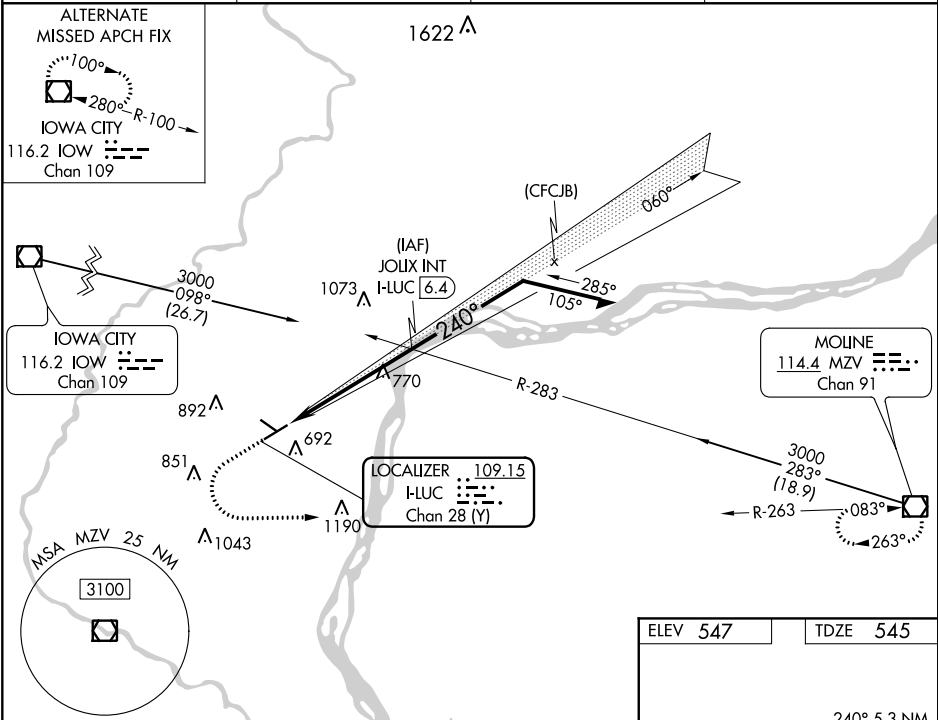 ALTERNATE
MISSED APCH FIX
100°
280°
R-100
IOWA CITY
116.2 IOW
Chan 109
1622
(CFCJB)
060°
(IAF)
JOLIX INT
I-LUC 6.4
285°
105°
240°
3000
098°
(26.7)
1073
IOWA CITY
116.2 IOW
Chan 109
MOLINE
114.4 MZV
Chan 91
770
R-283
892
692
851
LOCALIZER 109.15
I-LUC
Chan 28 (Y)
3000
283°
(18.9)
R-263
083°
263°
1190
1043
MSA MZV 25 NM
3100
ELEV 547
TDZE 545
240° 5.3 NM